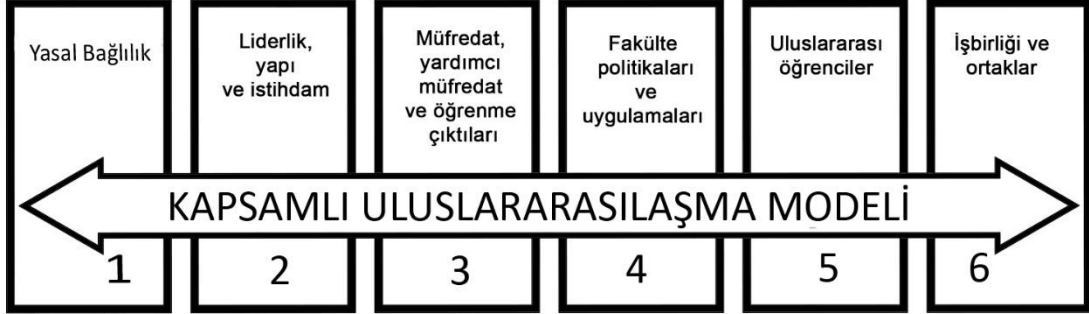 Yasal Bağlılık
Liderlik,
yapı
ve istihdam
Müfredat,
yardımcı
müfredat
ve öğrenme
çıktıları
Fakülte
politikaları
ve
uygulamaları
Uluslararası
öğrenciler
İşbirliği ve
ortaklar
KAPSAMLI ULUSLARARASILAŞMA MODELİ
1
2
3
4
5
6